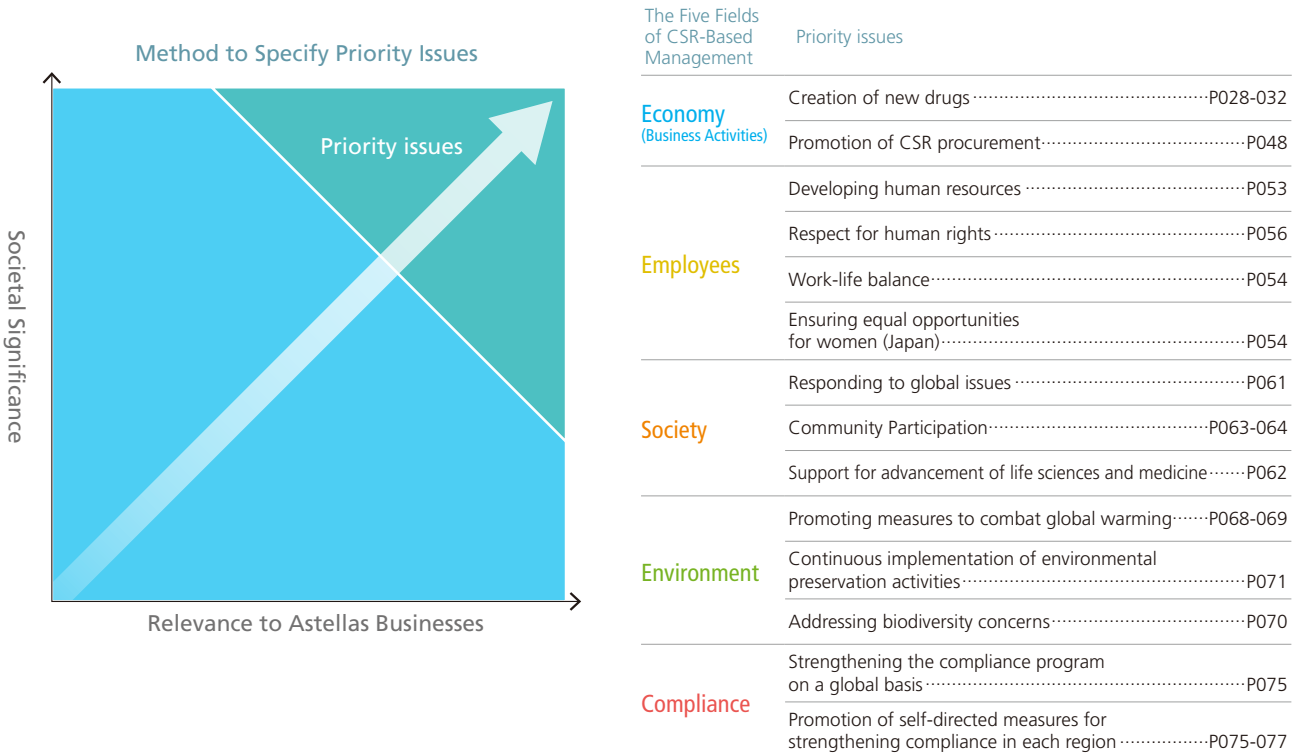 Method to Specify Priority Issues
Priority issues
Societal Significance
Relevance to Astellas Businesses
The Five Fields
of CSR-Based
Management
Priority issues
Economy
(Business Activities)
Creation of new drugs ・・・ P028-032
Promotion of CSR procurement ・・・ P048
Employees
Developing human resources ・・・ P053
Respect for human rights ・・・ P056
Work-life balance ・・・ P054
Ensuring equal opportunities
for women (Japan) ・・・ P054
Society
Responding to global issues ・・・ P061
Community Participation ・・・ P063-064
Support for advancement of life sciences and medicine ・・・ P062
Environment
Promoting measures to combat global warming ・・・ P068-069
Continuous implementation of environmental
preservation activities ・・・ P071
Addressing biodiversity concerns ・・・ P070
Compliance
Strengthening the compliance program
on a global basis ・・・ P075
Promotion of self-directed measures for
strengthening compliance in each region ・・・ P075-077